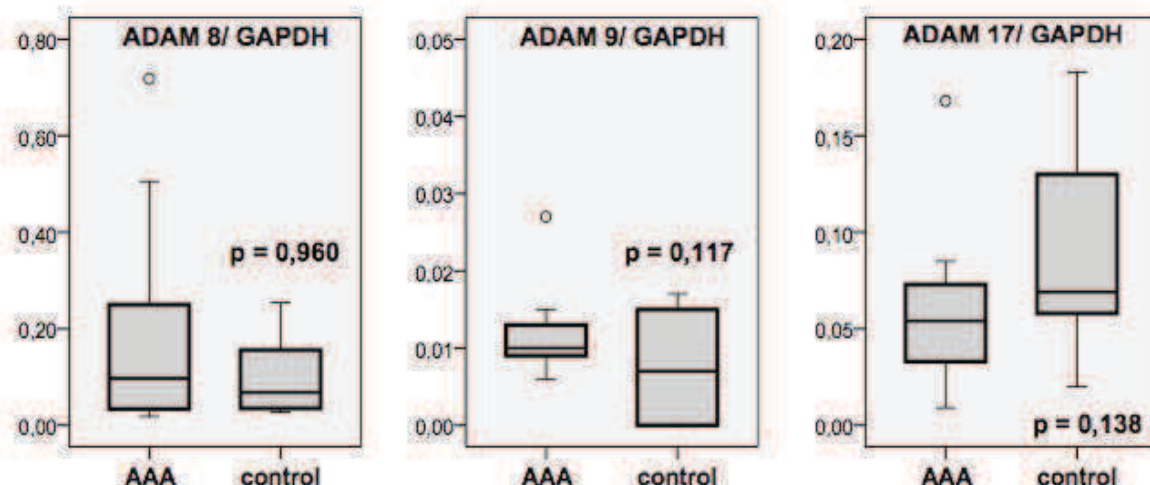 ADAM 8/ GAPDH
0,80
0,60
0,40
0,20
0,00
p = 0,960
AAA control
ADAM 9/ GAPDH
0,05
0,04
0,03
0,02
0,01
0,00
p = 0,117
AAA control
ADAM 17/ GAPDH
0,20
0,15
0,10
0,05
0,00
p = 0,138
AAA control